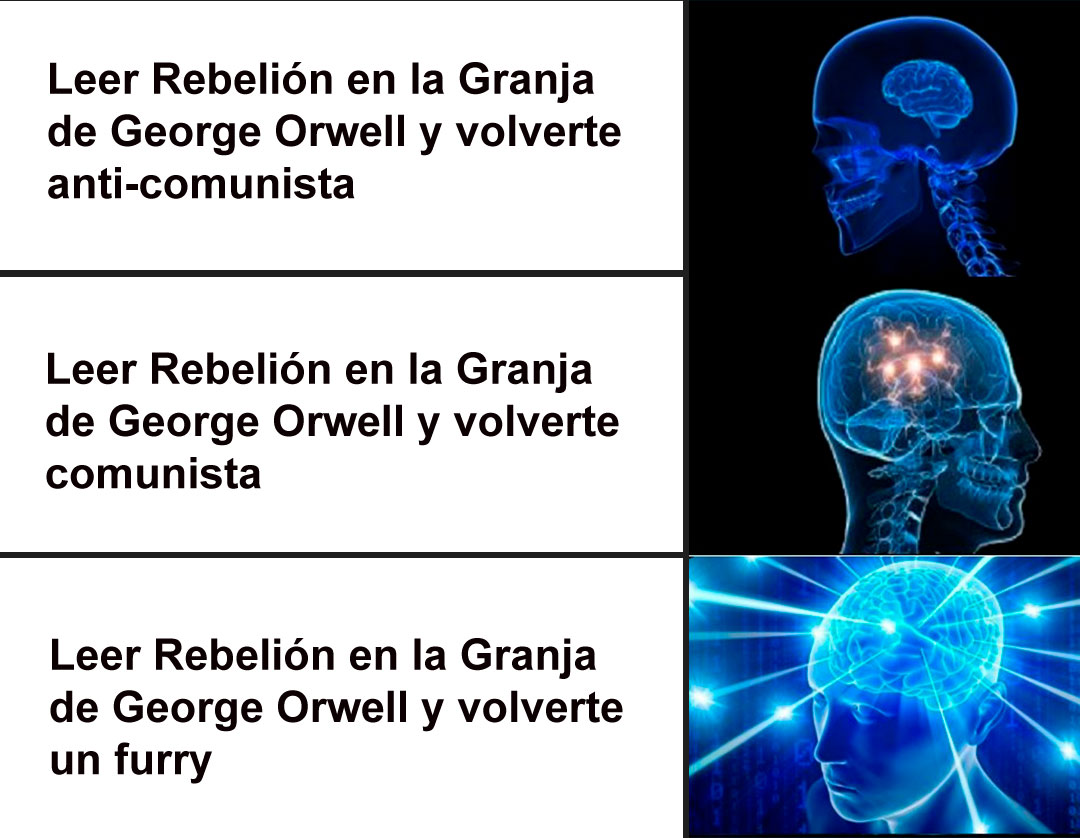 Leer Rebelión en la Granja
de George Orwell y volverte
anti-comunista
Leer Rebelión en la Granja
de George Orwell y volverte
comunista
Leer Rebelión en la Granja
de George Orwell y volverte
un furry